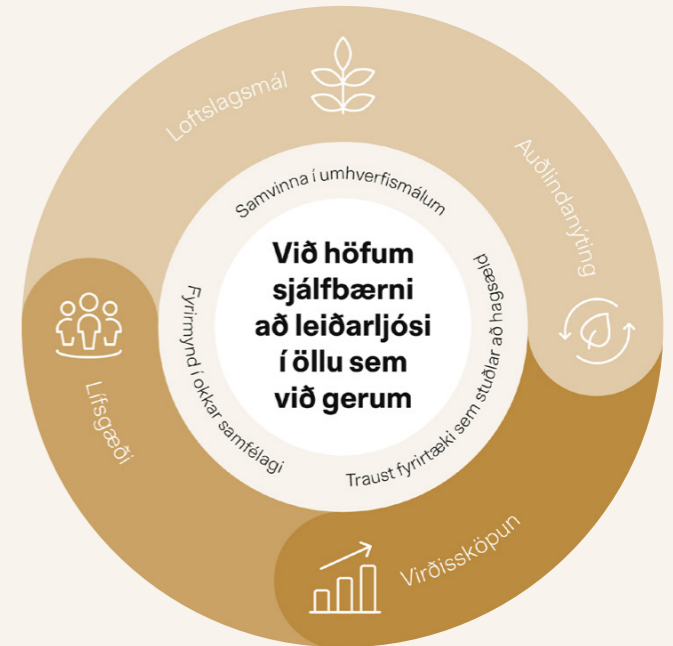 Loftslagsmál
Auðlindanýting
Samvinna í umhverfismálum
Við höfum
sjálfbærni
að leiðarljósi
í öllu sem
við gerum
Fyrirmynd í okkar samfélagi
Traust fyrirtæki sem stuðlar að hagsæld
Lífsgæði
Virðissköpun